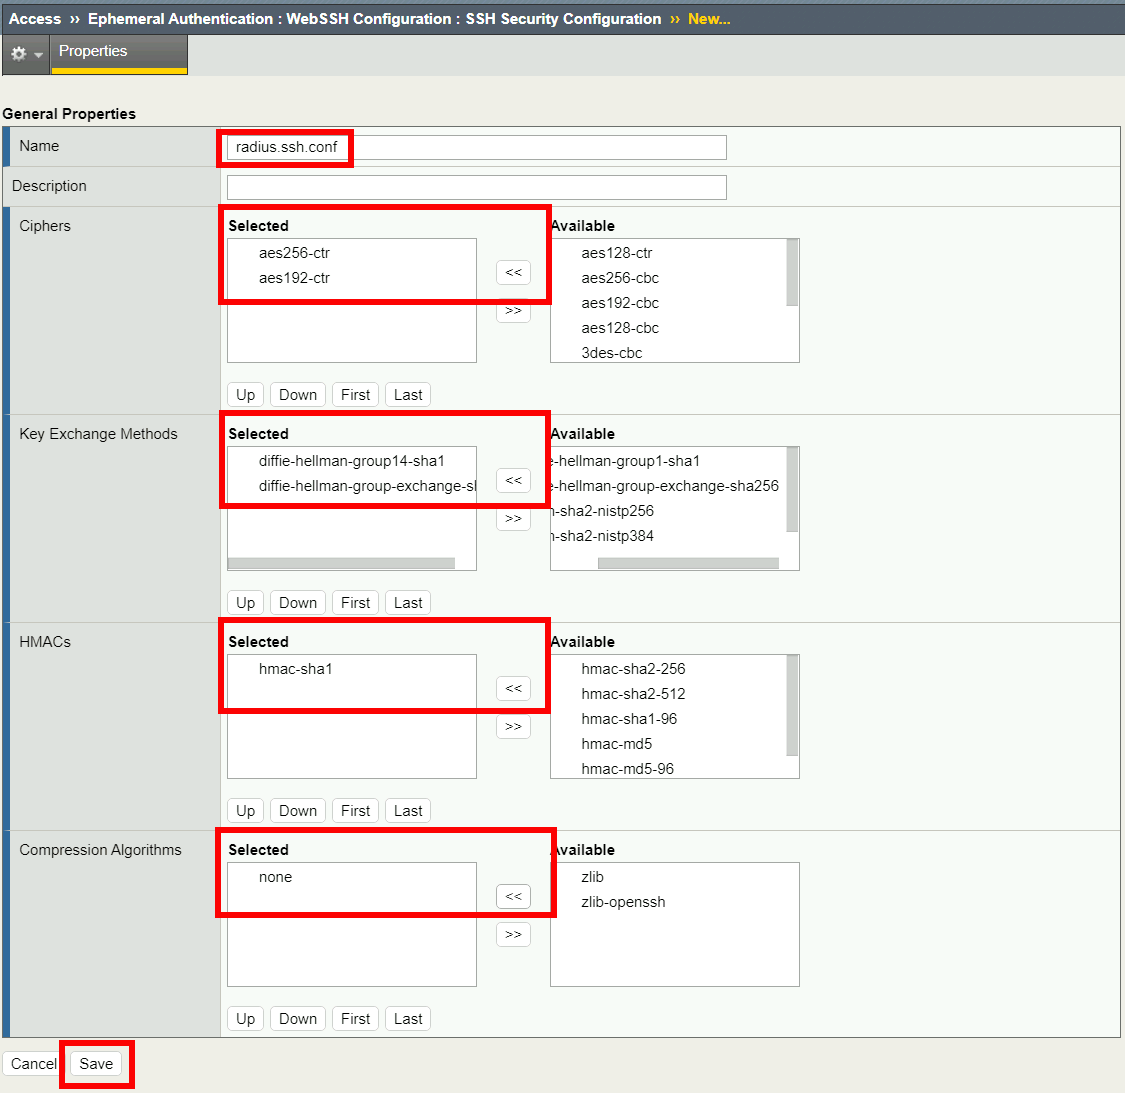 Access ›› Ephemeral Authentication : WebSSH Configuration : SSH Security Configuration ›› New...
Properties
General Properties
Name
radius.ssh.conf
Description
Ciphers
Selected
Available
aes256-ctr
aes192-ctr
<<
>>
aes128-ctr
aes256-cbc
aes192-cbc
aes128-cbc
3des-cbc
Up Down First Last
Key Exchange Methods
Selected
Available
diffie-hellman-group14-sha1
diffie-hellman-group-exchange-sl
<<
>>
e-hellman-group1-sha1
e-hellman-group-exchange-sha256
n-sha2-nistp256
n-sha2-nistp384
Up Down First Last
HMACs
Selected
Available
hmac-sha1
<<
>>
hmac-sha2-256
hmac-sha2-512
hmac-sha1-96
hmac-md5
hmac-md5-96
Up Down First Last
Compression Algorithms
Selected
Available
none
<<
>>
zlib
zlib-openssh
Up Down First Last
Cancel Save